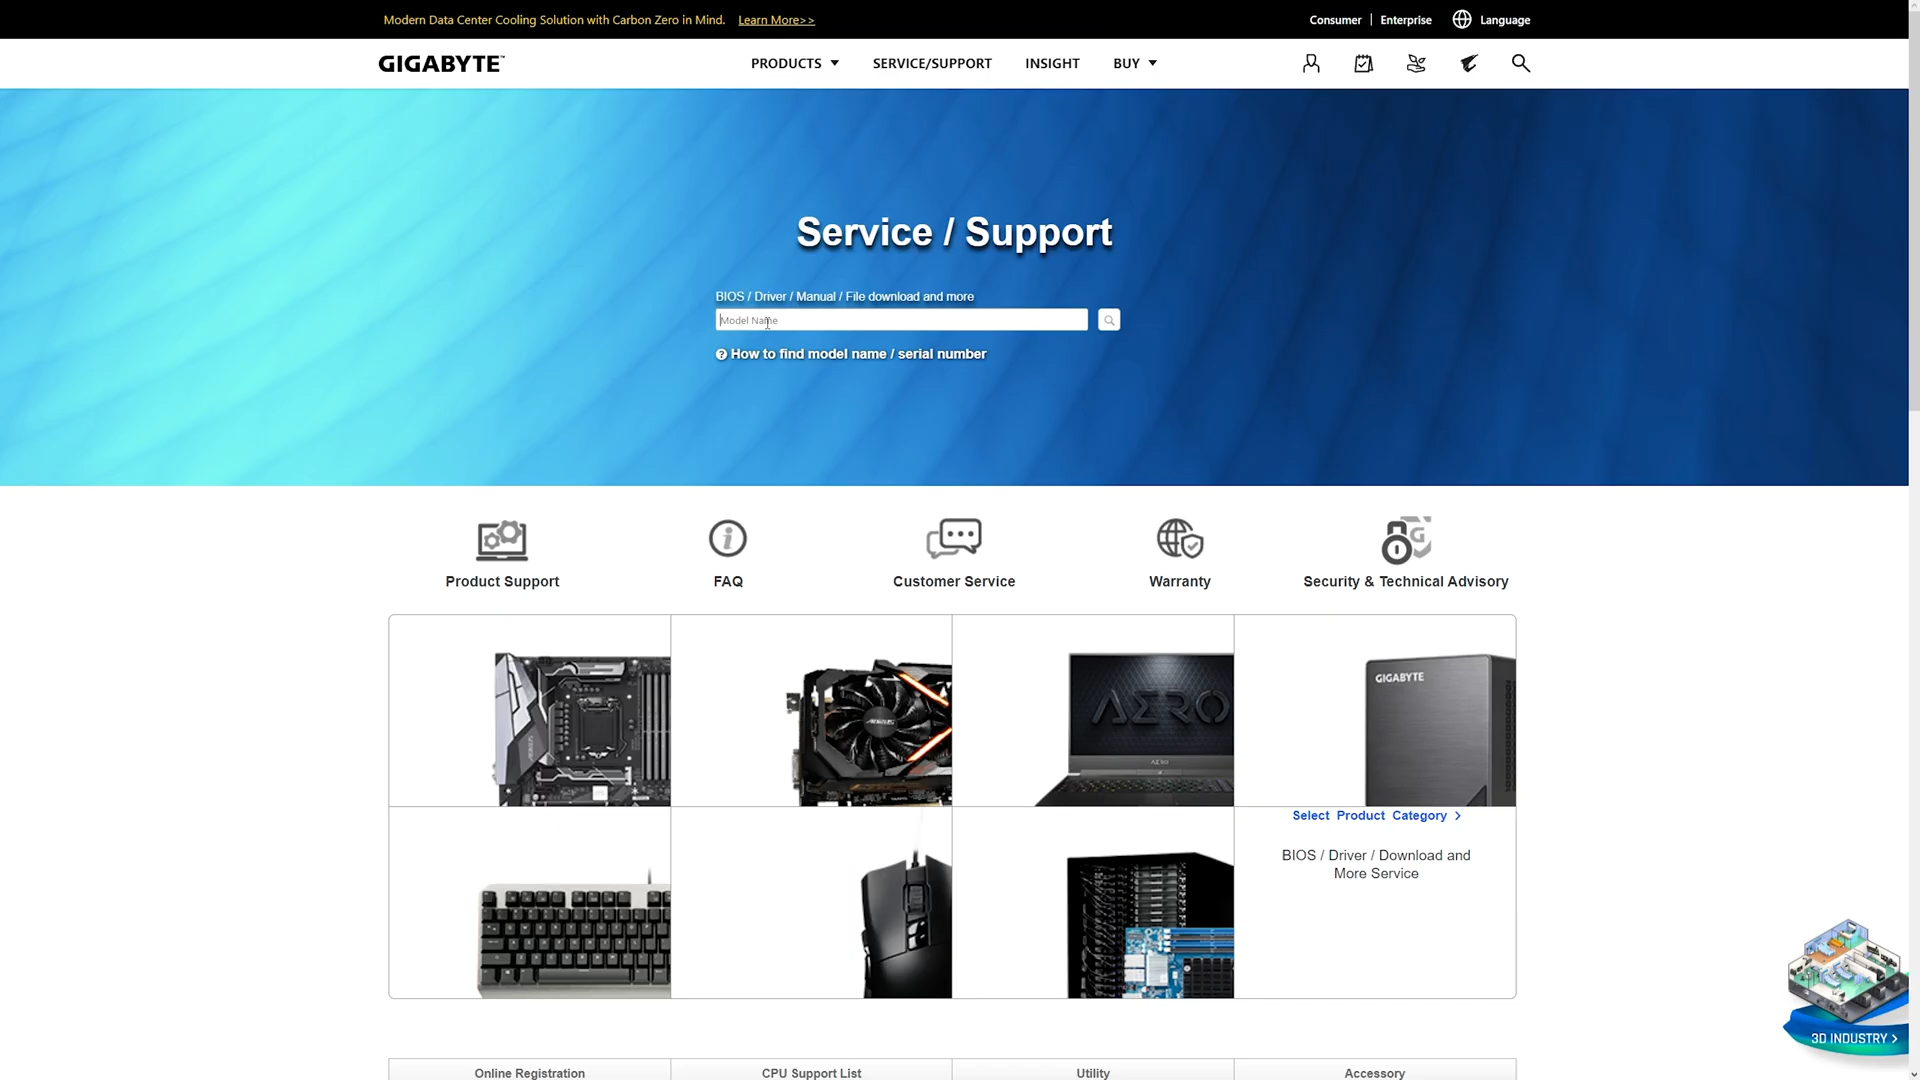 Modern Data Center Cooling Solution with Carbon Zero in Mind. Learn More>>
Consumer | Enterprise Language
GIGABYTE™
PRODUCTS SERVICE/SUPPORT INSIGHT BUY
Service / Support
BIOS / Driver / Manual / File download and more
Model Name
How to find model name / serial number
Product Support
FAQ
Customer Service
Warranty
Security & Technical Advisory
AORUS
AERO
AERO
GIGABYTE
Select Product Category >
BIOS / Driver / Download and
More Service
3D INDUSTRY >
Online Registration
CPU Support List
Utility
Accessory